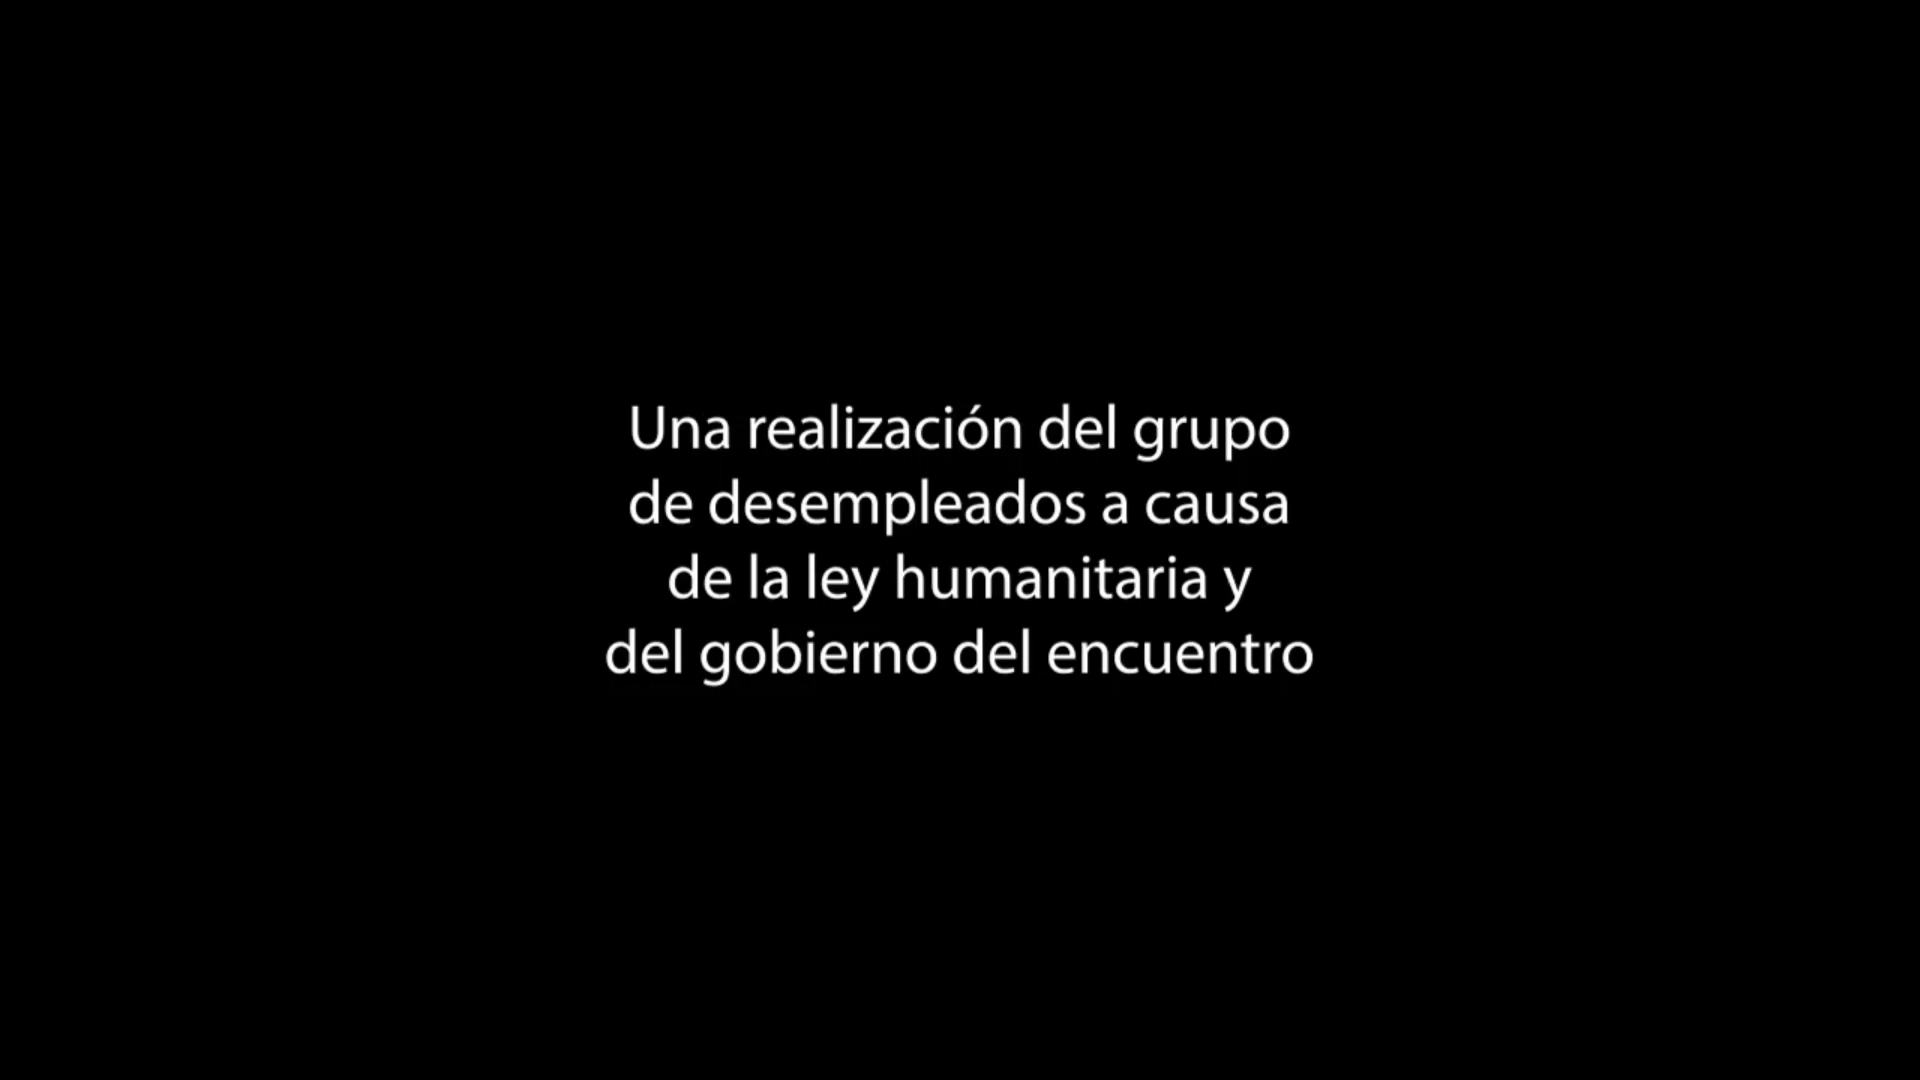 Una realización del grupo
de desempleados a causa
de la ley humanitaria y
del gobierno del encuentro